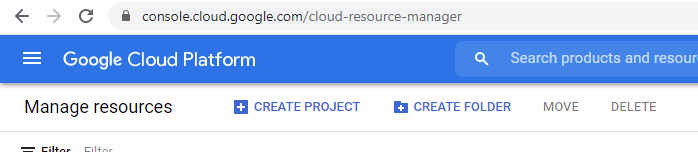 console.cloud.google.com/cloud-resource-manager
Google Cloud Platform Search products and resour
Manage resources CREATE PROJECT CREATE FOLDER MOVE DELETE
Filter Filter